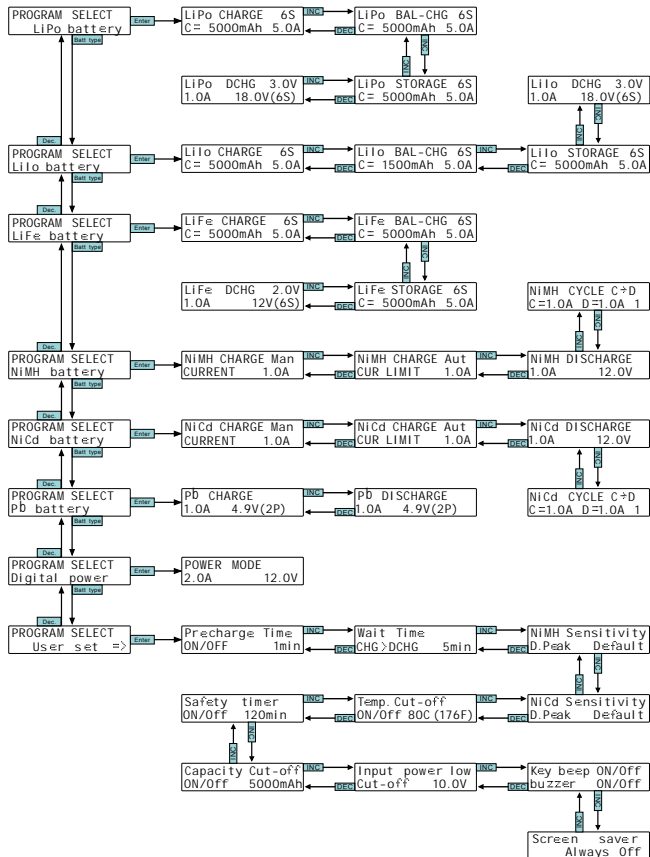 PROGRAM SELECT
LiPo battery
Batt type
Enter
LiPo CHARGE 6S
C= 5000mAh 5.0A
INC
DEC
LiPo BAL-CHG 6S
C= 5000mAh 5.0A
INC
INC
LiPo DCHG 3.0V
1.0A 18.0V(6S)
INC
DEC
LiPo STORAGE 6S
C= 5000mAh 5.0A
LiIo DCHG 3.0V
1.0A 18.0V(6S)
INC
INC
Dec.
PROGRAM SELECT
LiIo battery
Batt type
Enter
LiIo CHARGE 6S
C= 5000mAh 5.0A
INC
DEC
LiIo BAL-CHG 6S
C= 1500mAh 5.0A
INC
DEC
LiIo STORAGE 6S
C= 5000mAh 5.0A
Dec.
PROGRAM SELECT
LiFe battery
Batt type
Enter
LiFe CHARGE 6S
C= 5000mAh 5.0A
INC
DEC
LiFe BAL-CHG 6S
C= 5000mAh 5.0A
INC
INC
LiFe DCHG 2.0V
1.0A 12V(6S)
INC
DEC
LiFe STORAGE 6S
C= 5000mAh 5.0A
NiMH CYCLE C÷D
C=1.0A D=1.0A 1
INC
INC
Dec.
PROGRAM SELECT
NiMH battery
Batt type
Enter
NiMH CHARGE Man
CURRENT 1.0A
INC
DEC
NiMH CHARGE Aut
CUR LIMIT 1.0A
INC
DEC
NiMH DISCHARGE
1.0A 12.0V
Dec.
PROGRAM SELECT
NiCd battery
Batt type
Enter
NiCd CHARGE Man
CURRENT 1.0A
INC
DEC
NiCd CHARGE Aut
CUR LIMIT 1.0A
INC
DEC
NiCd DISCHARGE
1.0A 12.0V
INC
INC
NiCd CYCLE C÷D
C=1.0A D=1.0A 1
Dec.
PROGRAM SELECT
Pb battery
Batt type
Enter
Pb CHARGE
1.0A 4.9V(2P)
INC
DEC
Pb DISCHARGE
1.0A 4.9V(2P)
Dec.
PROGRAM SELECT
Digital power
Batt type
Enter
POWER MODE
2.0A 12.0V
Dec.
PROGRAM SELECT
User set =>
Enter
Precharge Time
ON/OFF 1min
INC
DEC
Wait Time
CHG>DCHG 5min
INC
DEC
NiMH Sensitivity
D.Peak Default
INC
INC
Safety timer
ON/Off 120min
INC
DEC
Temp. Cut-off
ON/Off 80C (176F)
INC
DEC
NiCd Sensitivity
D.Peak Default
INC
INC
Capacity Cut-off
ON/Off 5000mAh
INC
DEC
Input power low
Cut-off 10.0V
INC
DEC
Key beep ON/Off
buzzer ON/Off
INC
INC
Screen saver
Always Off